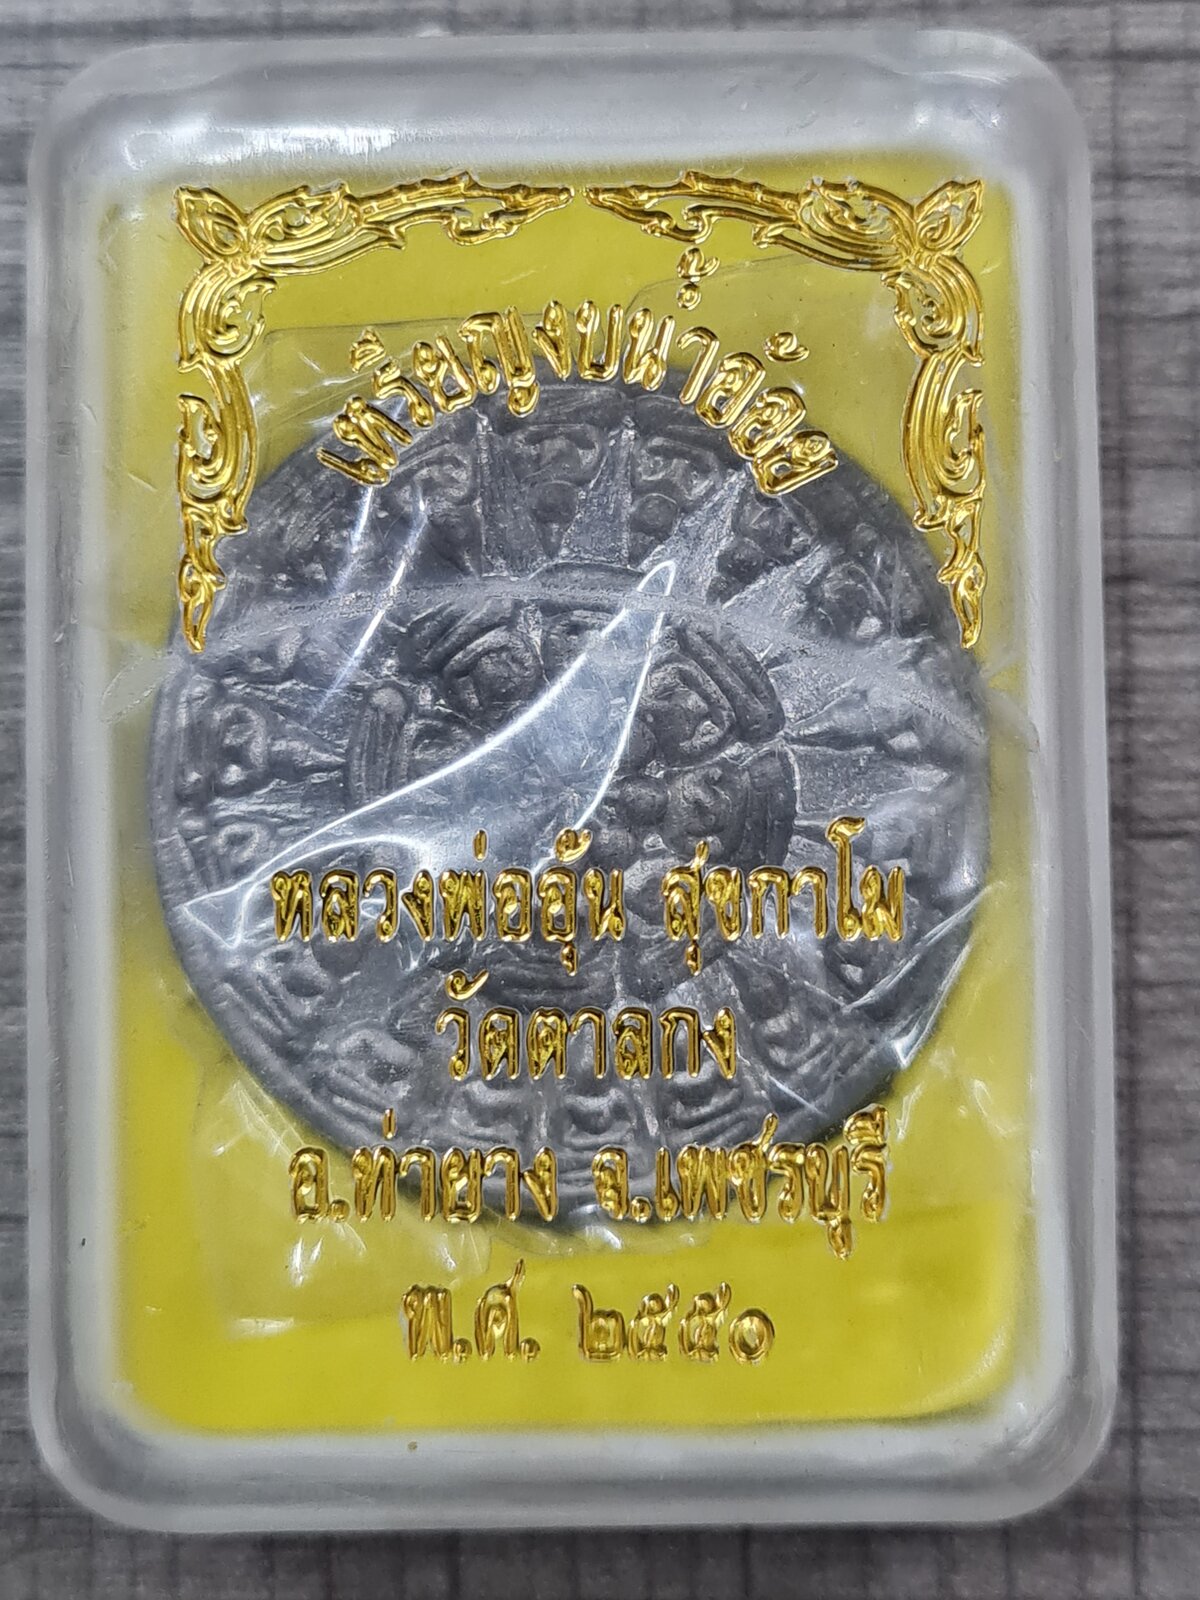 เหรียญงบน้ำอ้อย
หลวงพ่ออุ้น สุขกาโม
วัดตาลกง
อ.ท่ายาง จ.เพชรบุรี
พ.ศ. ๒๕๕๐